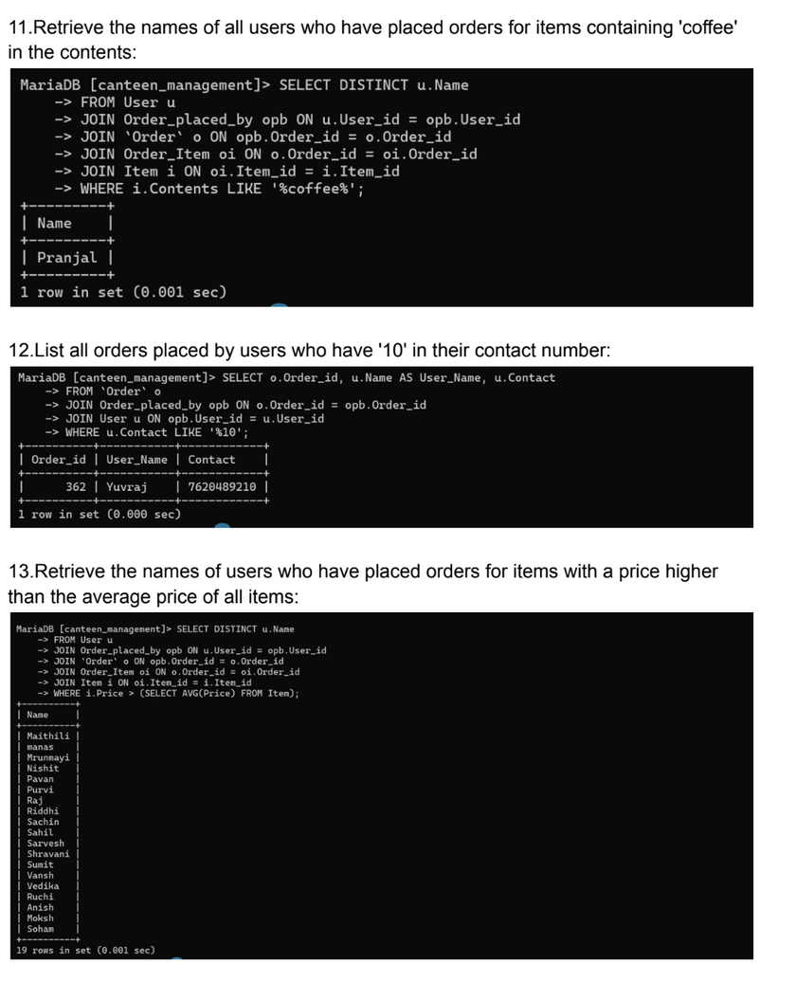 11.Retrieve the names of all users who have placed orders for items containing 'coffee'
in the contents:
MariaDB [canteen_management]> SELECT DISTINCT u.Name
    -> FROM User u
    -> JOIN Order_placed_by opb ON u.User_id = opb.User_id
    -> JOIN `Order` o ON opb.Order_id = o.Order_id
    -> JOIN Order_Item oi ON o.Order_id = oi.Order_id
    -> JOIN Item i ON oi.Item_id = i.Item_id
    -> WHERE i.Contents LIKE '%coffee%';
+---------+
| Name    |
+---------+
| Pranjal |
+---------+
1 row in set (0.001 sec)
12.List all orders placed by users who have '10' in their contact number:
MariaDB [canteen_management]> SELECT o.Order_id, u.Name AS User_Name, u.Contact
    -> FROM `Order` o
    -> JOIN Order_placed_by opb ON o.Order_id = opb.Order_id
    -> JOIN User u ON opb.User_id = u.User_id
    -> WHERE u.Contact LIKE '%10';
+----------+-----------+------------+
| Order_id | User_Name | Contact    |
+----------+-----------+------------+
|      362 | Yuvraj    | 7620489210 |
+----------+-----------+------------+
1 row in set (0.000 sec)
13.Retrieve the names of users who have placed orders for items with a price higher
than the average price of all items:
MariaDB [canteen_management]> SELECT DISTINCT u.Name
    -> FROM User u
    -> JOIN Order_placed_by opb ON u.User_id = opb.User_id
    -> JOIN `Order` o ON opb.Order_id = o.Order_id
    -> JOIN Order_Item oi ON o.Order_id = oi.Order_id
    -> JOIN Item i ON oi.Item_id = i.Item_id
    -> WHERE i.Price > (SELECT AVG(Price) FROM Item);
+----------+
| Name     |
+----------+
| Maithili |
| manas    |
| Mrunmayi |
| Nishit   |
| Pavan    |
| Purvi    |
| Raj      |
| Riddhi   |
| Sachin   |
| Sahil    |
| Sarvesh  |
| Shravani |
| Sumit    |
| Vansh    |
| Vedika   |
| Ruchi    |
| Anish    |
| Moksh    |
| Soham    |
+----------+
19 rows in set (0.001 sec)